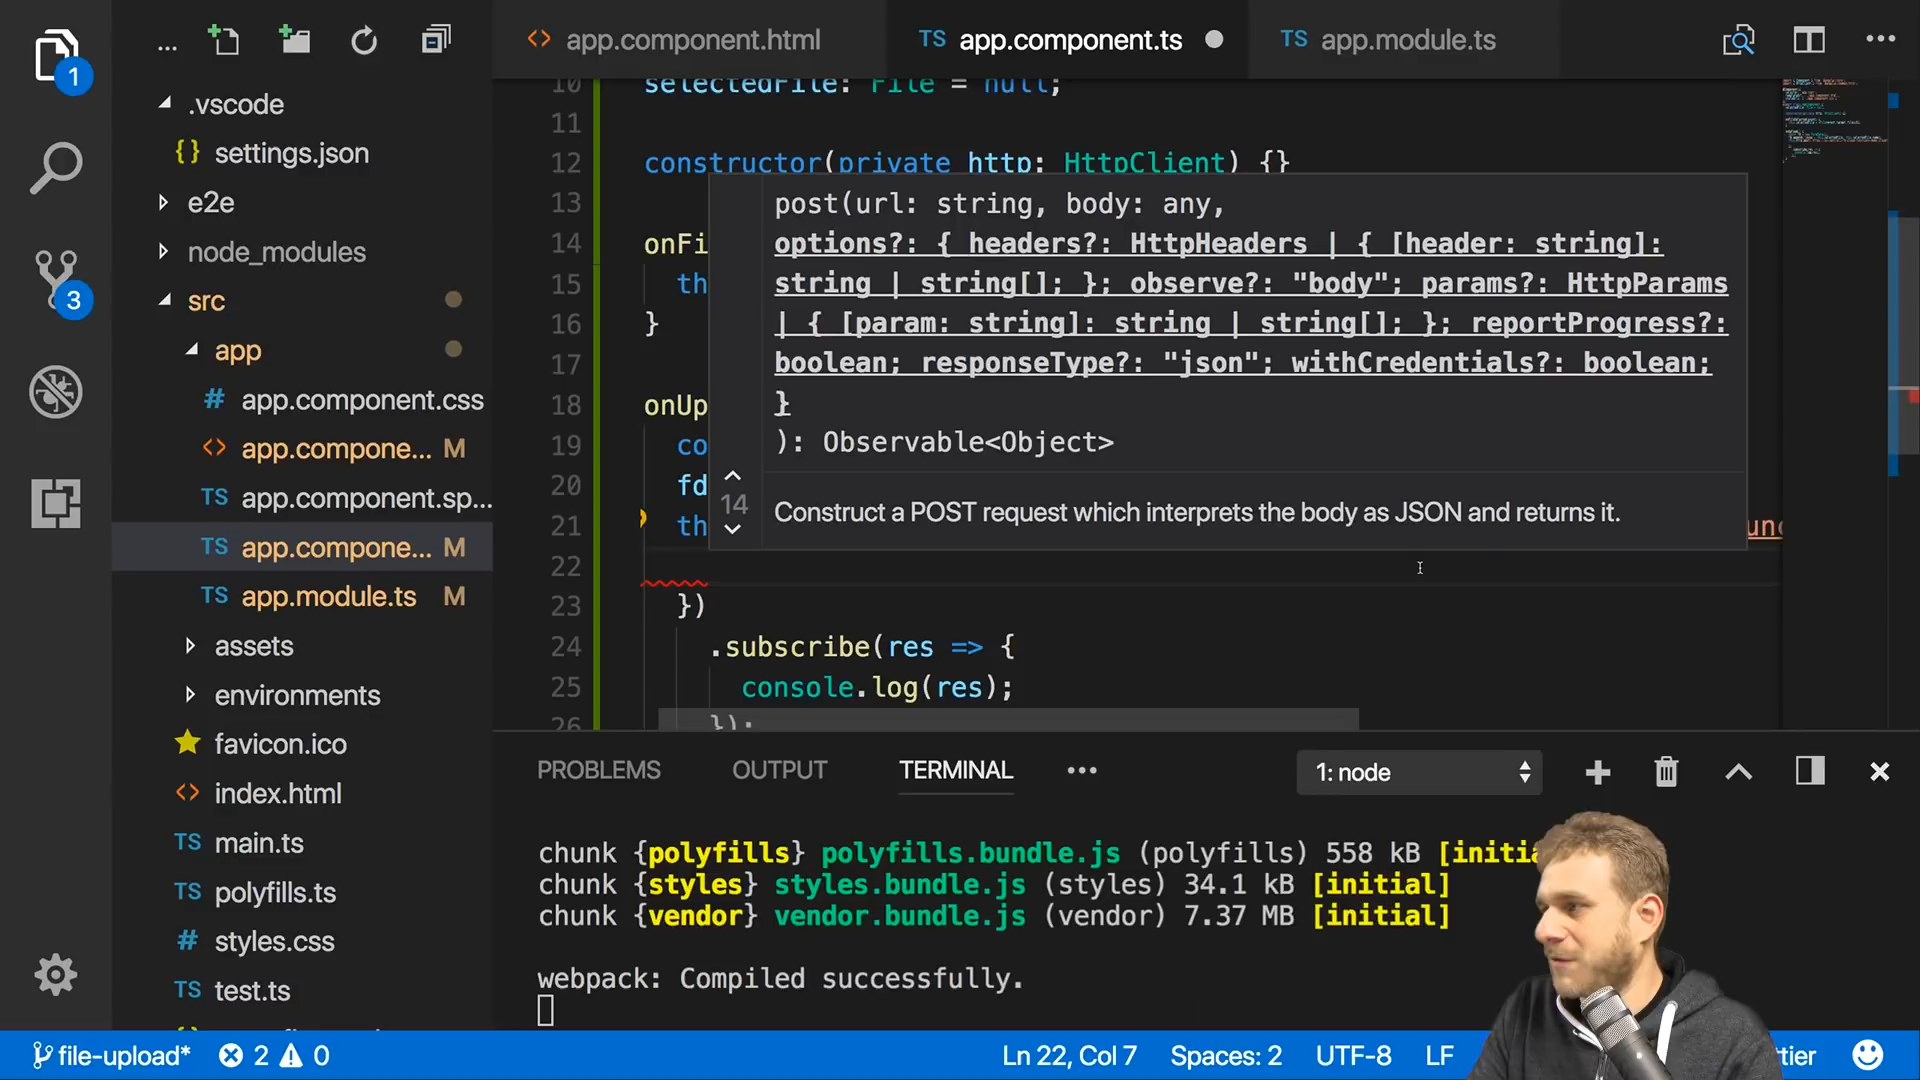 1
3
...
.vscode
{} settings.json
e2e
node_modules
src
app
# app.component.css
<> app.compone... M
TS app.component.sp...
TS app.compone... M
TS app.module.ts M
assets
environments
favicon.ico
<> index.html
TS main.ts
TS polyfills.ts
# styles.css
TS test.ts
<> app.component.html
TS app.component.ts
TS app.module.ts
10 selectedFile: File = null;
11
12 constructor(private http: HttpClient) {}
13
14 onFi
15 th
16 }
17
18 onUp
19 co
20 fd
21 th
22
23 })
24 .subscribe(res => {
25 console.log(res);
26 });
post(url: string, body: any,
options?: { headers?: HttpHeaders | { [header: string]:
string | string[]; }; observe?: "body"; params?: HttpParams
| { [param: string]: string | string[]; }; reportProgress?:
boolean; responseType?: "json"; withCredentials?: boolean;
}
): Observable<Object>
14
Construct a POST request which interprets the body as JSON and returns it.
PROBLEMS OUTPUT TERMINAL ...
1: node
chunk {polyfills} polyfills.bundle.js (polyfills) 558 kB [initia
chunk {styles} styles.bundle.js (styles) 34.1 kB [initial]
chunk {vendor} vendor.bundle.js (vendor) 7.37 MB [initial]
webpack: Compiled successfully.
file-upload* 2 0
Ln 22, Col 7 Spaces: 2 UTF-8 LF ttier